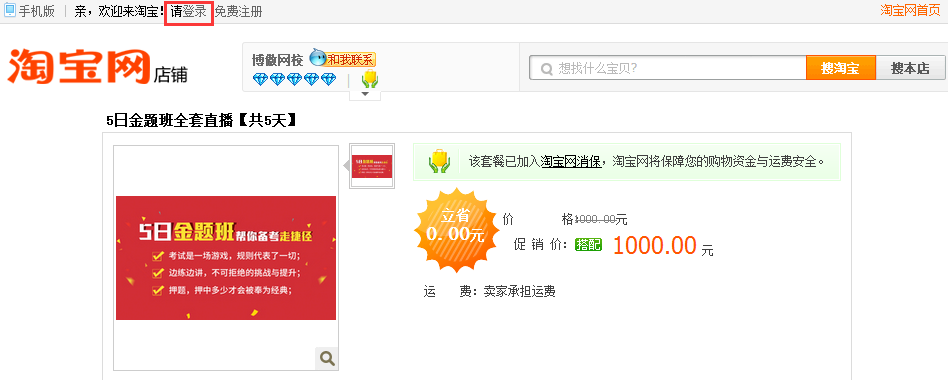 手机版 亲，欢迎来淘宝！请登录 免费注册 淘宝网首页
淘宝网店铺
博傲网校 和我联系
想找什么宝贝？ 搜淘宝 搜本店
5日金题班全套直播【共5天】
5日金题班帮你备考走捷径
考试是一场游戏，规则代表了一切；
边练边讲，不可拒绝的挑战与提升；
押题，押中多少才会被奉为经典；
该套餐已加入淘宝网消保，淘宝网将保障您的购物资金与运费安全。
立省
0.00元
价 格：1000.00元
促 销 价：搭配 1000.00 元
运 费：卖家承担运费